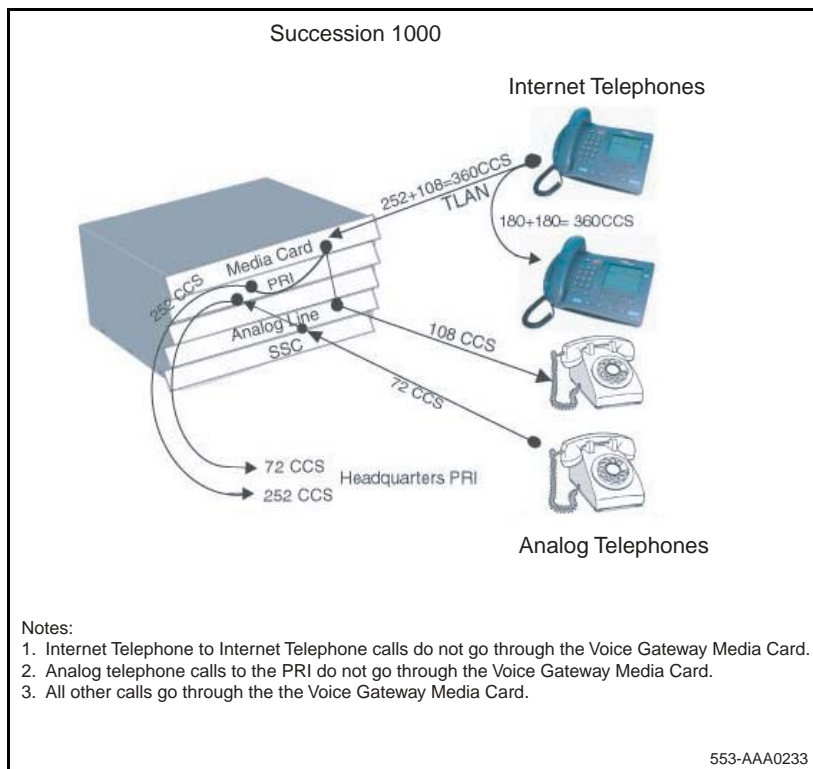 Succession 1000
Internet Telephones
252+108=360CCS
TLAN
180+180= 360CCS
Media Card
252 CCS
PRI
Analog Line
SSC
108 CCS
72 CCS
72 CCS
Headquarters PRI
252 CCS
Analog Telephones
Notes:
1. Internet Telephone to Internet Telephone calls do not go through the Voice Gateway Media Card.
2. Analog telephone calls to the PRI do not go through the Voice Gateway Media Card.
3. All other calls go through the the Voice Gateway Media Card.
553-AAA0233